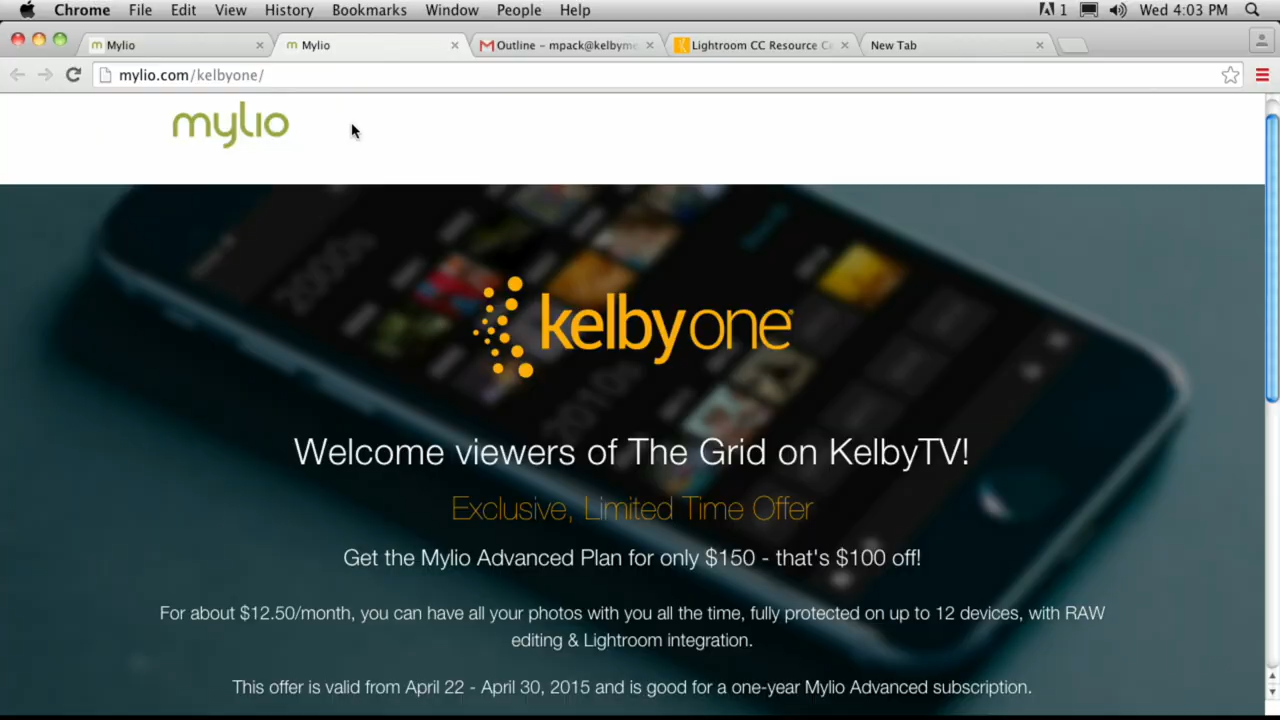 Chrome File Edit View History Bookmarks Window People Help 1 Wed 4:03 PM
Mylio Mylio Outline - mpack@kelbyme Lightroom CC Resource Ce New Tab
mylio.com/kelbyone/
mylio
2000s
2010s
kelbyone
Welcome viewers of The Grid on KelbyTV!
Exclusive, Limited Time Offer
Get the Mylio Advanced Plan for only $150 - that's $100 off!
For about $12.50/month, you can have all your photos with you all the time, fully protected on up to 12 devices, with RAW
editing & Lightroom integration.
This offer is valid from April 22 - April 30, 2015 and is good for a one-year Mylio Advanced subscription.